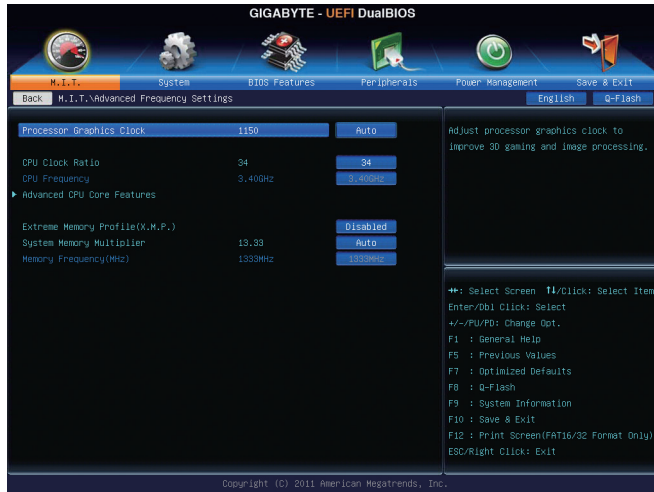 GIGABYTE - UEFI DualBIOS
M.I.T.
System
BIOS Features
Peripherals
Power Management
Save & Exit
Back M.I.T.\Advanced Frequency Settings
English Q-Flash
Processor Graphics Clock 1150 Auto
CPU Clock Ratio 34 34
CPU Frequency 3.40GHz 3.40GHz
Advanced CPU Core Features
Extreme Memory Profile(X.M.P.) Disabled
System Memory Multiplier 13.33 Auto
Memory Frequency(MHz) 1333MHz 1333MHz
Adjust processor graphics clock to
improve 3D gaming and image processing.
→←: Select Screen ↑↓/Click: Select Item
Enter/Dbl Click: Select
+/-/PU/PD: Change Opt.
F1 : General Help
F5 : Previous Values
F7 : Optimized Defaults
F8 : Q-Flash
F9 : System Information
F10 : Save & Exit
F12 : Print Screen(FAT16/32 Format Only)
ESC/Right Click: Exit
Copyright (C) 2011 American Megatrends, Inc.